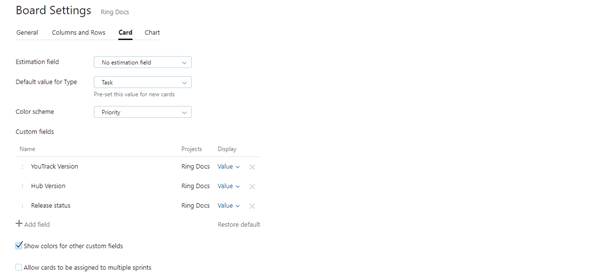 Board Settings Ring Docs
General Columns and Rows Card Chart
Estimation field No estimation field
Default value for Type Task
Pre-set this value for new cards
Color scheme Priority
Custom fields
Name Projects Display
YouTrack Version Ring Docs Value
Hub Version Ring Docs Value
Release status Ring Docs Value
Add field Restore default
Show colors for other custom fields
Allow cards to be assigned to multiple sprints